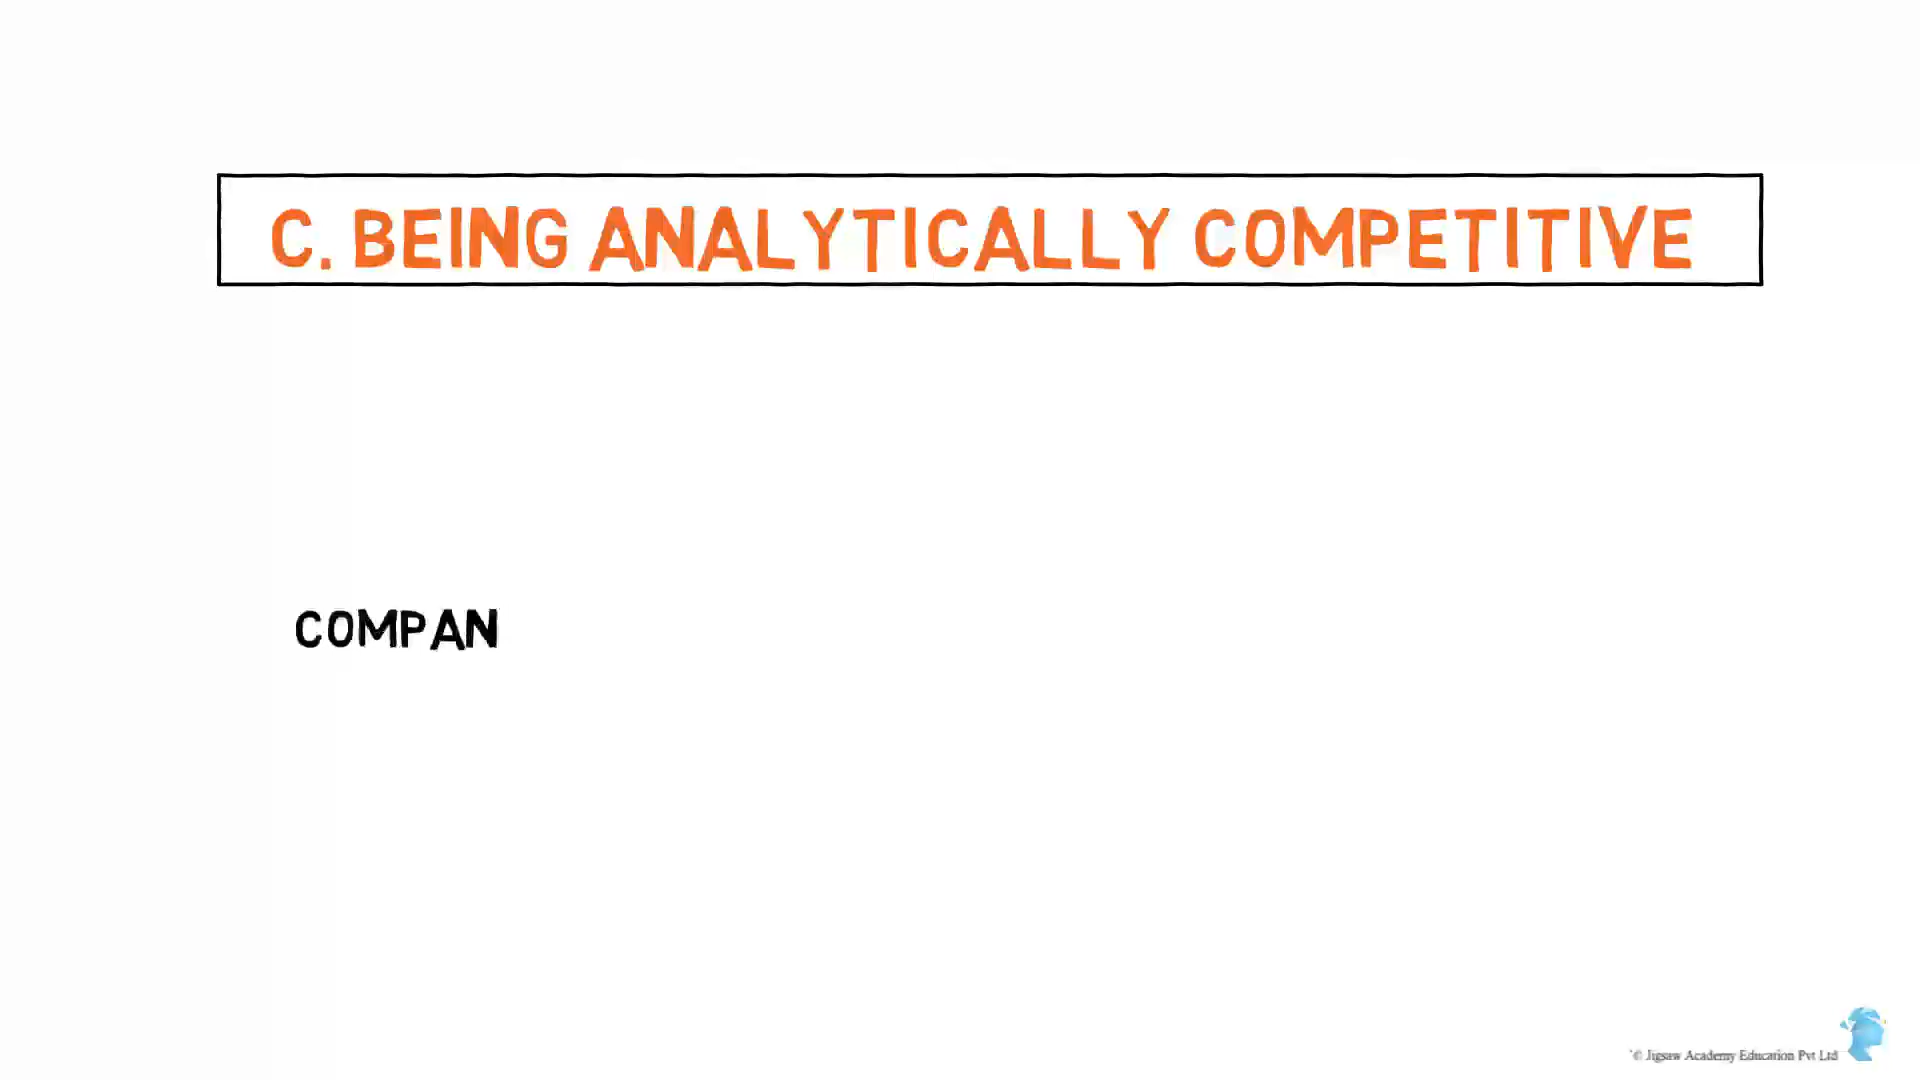 C. BEING ANALYTICALLY COMPETITIVE
COMPAN
© Jigsaw Academy Education Pvt Ltd